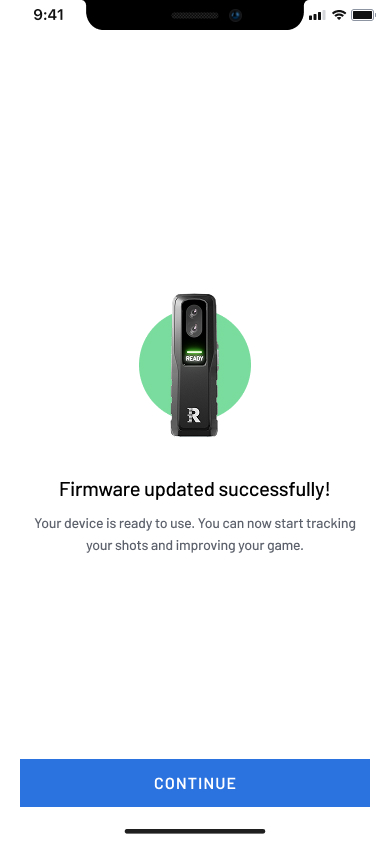 9:41
READY
R
Firmware updated successfully!
Your device is ready to use. You can now start tracking
your shots and improving your game.
CONTINUE